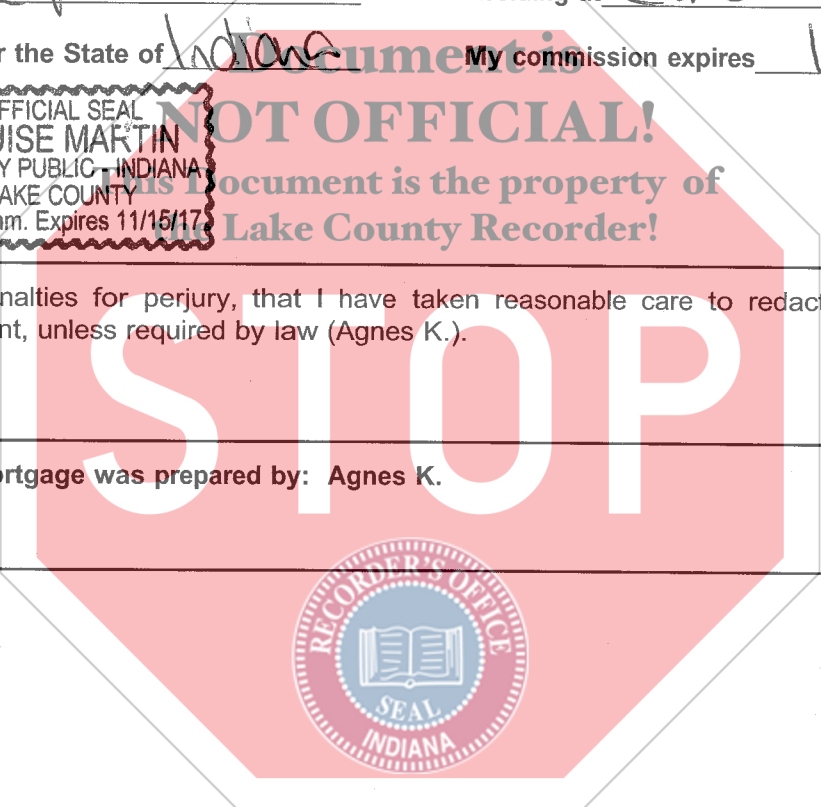 r the State of Indiana My commission expires
FFICIAL SEAL
UISE MARTIN
Y PUBLIC - INDIANA
AKE COUNTY
m. Expires 11/15/17
Document is
NOT OFFICIAL!
This Document is the property of
the Lake County Recorder!
nalties for perjury, that I have taken reasonable care to redact
nt, unless required by law (Agnes K.).
STOP
ortgage was prepared by: Agnes K.
RECORDER'S OFFICE
SEAL
INDIANA